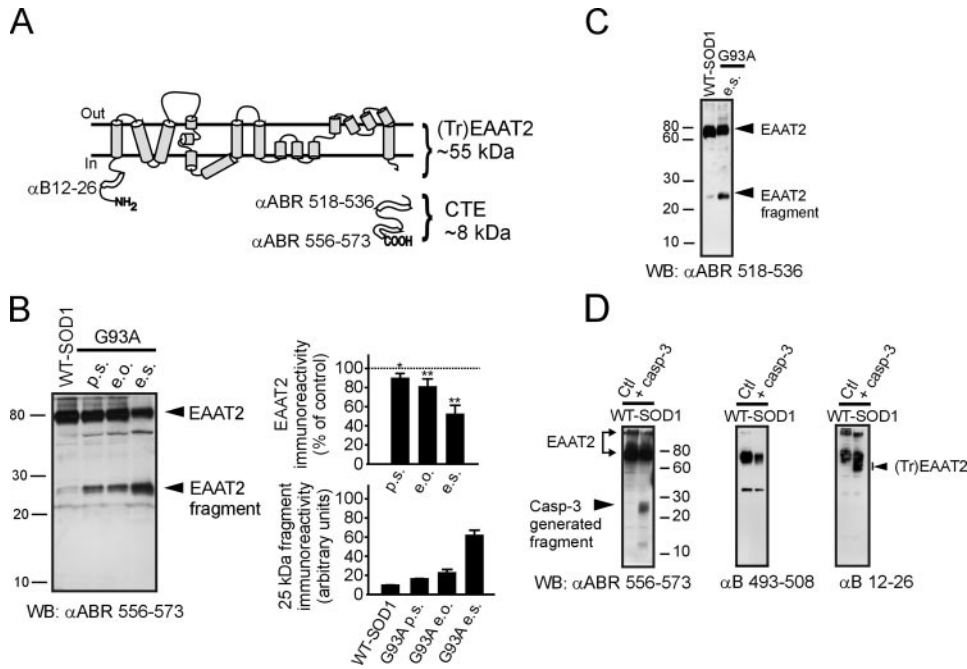 A
Out
In
αB12-26
NH2
(Tr)EAAT2
~55 kDa
αABR 518-536
αABR 556-573
COOH
CTE
~8 kDa
B
WT-SOD1
G93A
p.s.
e.o.
e.s.
80
30
20
10
EAAT2
EAAT2
fragment
WB: αABR 556-573
EAAT2
immunoreactivity
(% of control)
100
80
60
40
20
0
*
**
**
p.s.
e.o.
e.s.
25 kDa fragment
immunoreactivity
(arbitrary units)
100
80
60
40
20
0
WT-SOD1
G93A p.s.
G93A e.o.
G93A e.s.
C
WT-SOD1
G93A
e.s.
80
60
30
20
10
EAAT2
EAAT2
fragment
WB: αABR 518-536
D
Ctl
+ casp-3
WT-SOD1
EAAT2
Casp-3
generated
fragment
80
60
30
20
10
WB: αABR 556-573
Ctl
+ casp-3
WT-SOD1
αB 493-508
Ctl
+ casp-3
WT-SOD1
(Tr)EAAT2
αB 12-26